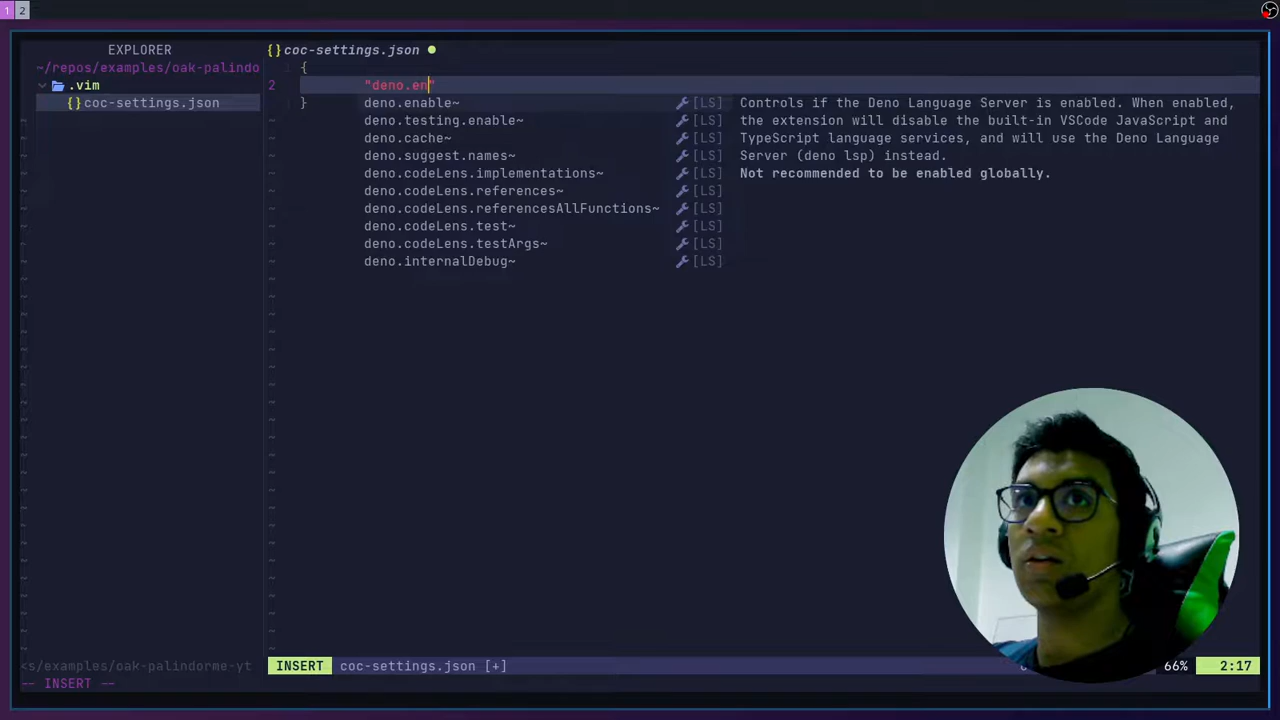 1 2
EXPLORER
~/repos/examples/oak-palindo
.vim
{} coc-settings.json
<s/examples/oak-palindorme-yt
{} coc-settings.json ●
1 {
2 "deno.en"
1 }
deno.enable~ [LS]
deno.testing.enable~ [LS]
deno.cache~ [LS]
deno.suggest.names~ [LS]
deno.codeLens.implementations~ [LS]
deno.codeLens.references~ [LS]
deno.codeLens.referencesAllFunctions~ [LS]
deno.codeLens.test~ [LS]
deno.codeLens.testArgs~ [LS]
deno.internalDebug~ [LS]
Controls if the Deno Language Server is enabled. When enabled,
the extension will disable the built-in VSCode JavaScript and
TypeScript language services, and will use the Deno Language
Server (deno lsp) instead.
Not recommended to be enabled globally.
INSERT coc-settings.json [+] 66% 2:17
-- INSERT --